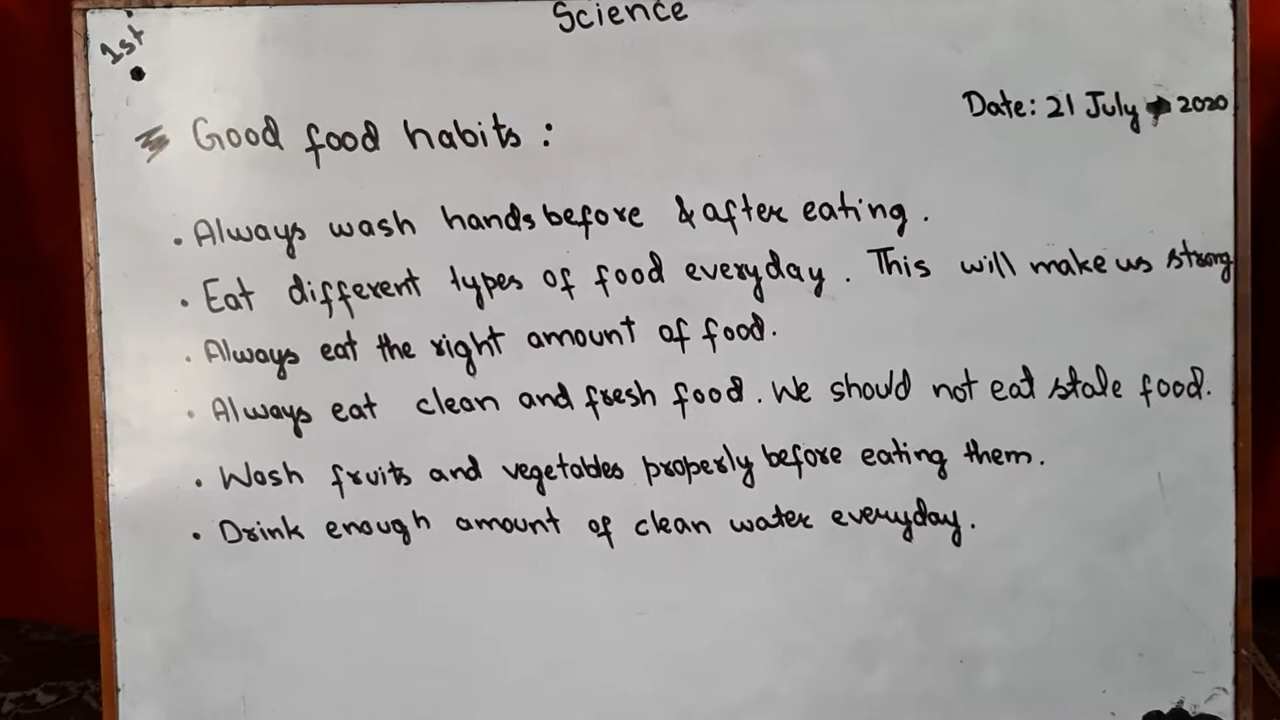 Science
1st
Date: 21 July 2020
Good food habits :
• Always wash hands before & after eating.
• Eat different types of food everyday. This will make us strong
• Always eat the right amount of food.
• Always eat clean and fresh food. We should not eat stale food.
• Wash fruits and vegetables properly before eating them.
• Drink enough amount of clean water everyday.